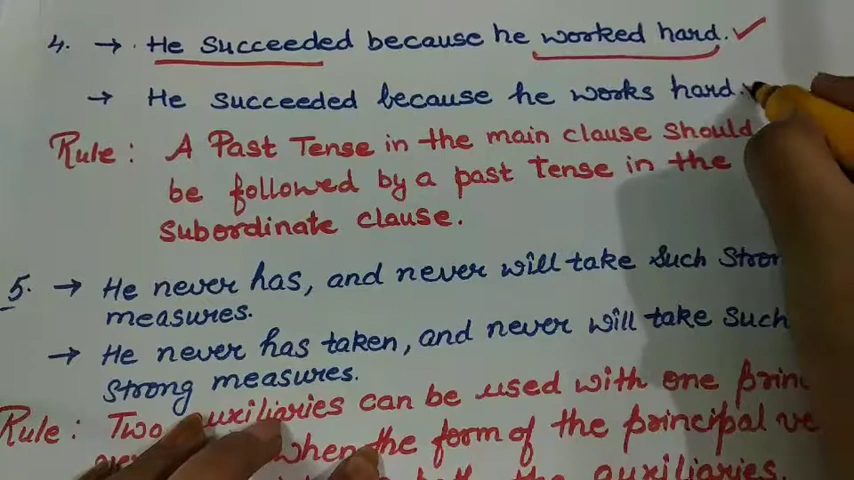 4. → He succeeded because he worked hard. ✓
→ He succeeded because he works hard.
Rule: A Past Tense in the main clause should
be followed by a past tense in the
subordinate clause.
5. → He never has, and never will take such
measures.
→ He never has taken, and never will take such
strong measures.
Rule: Two auxiliaries can be used with one
when the form of the principal
the auxiliaries.